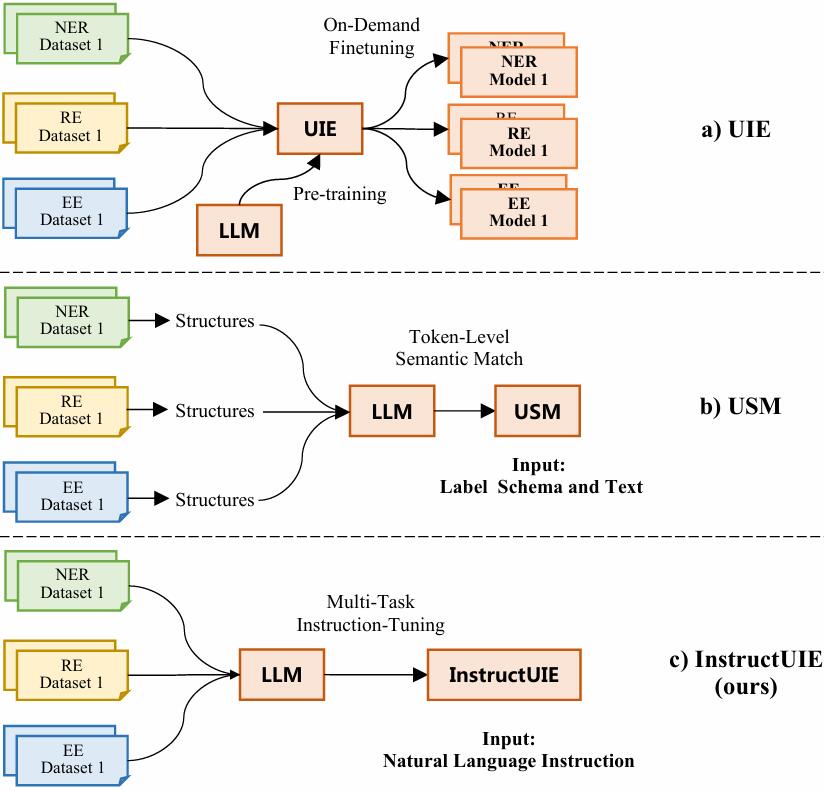 NER
Dataset 1
On-Demand
Finetuning
NER
NER
Model 1
RE
Dataset 1
UIE
RE
RE
Model 1
a) UIE
Pre-training
EE
Dataset 1
LLM
EE
EE
Model 1
NER
Dataset 1
Structures
Token-Level
Semantic Match
RE
Dataset 1
Structures
LLM
USM
b) USM
EE
Dataset 1
Structures
Input:
Label Schema and Text
NER
Dataset 1
Multi-Task
Instruction-Tuning
RE
Dataset 1
LLM
InstructUIE
c) InstructUIE
(ours)
EE
Dataset 1
Input:
Natural Language Instruction